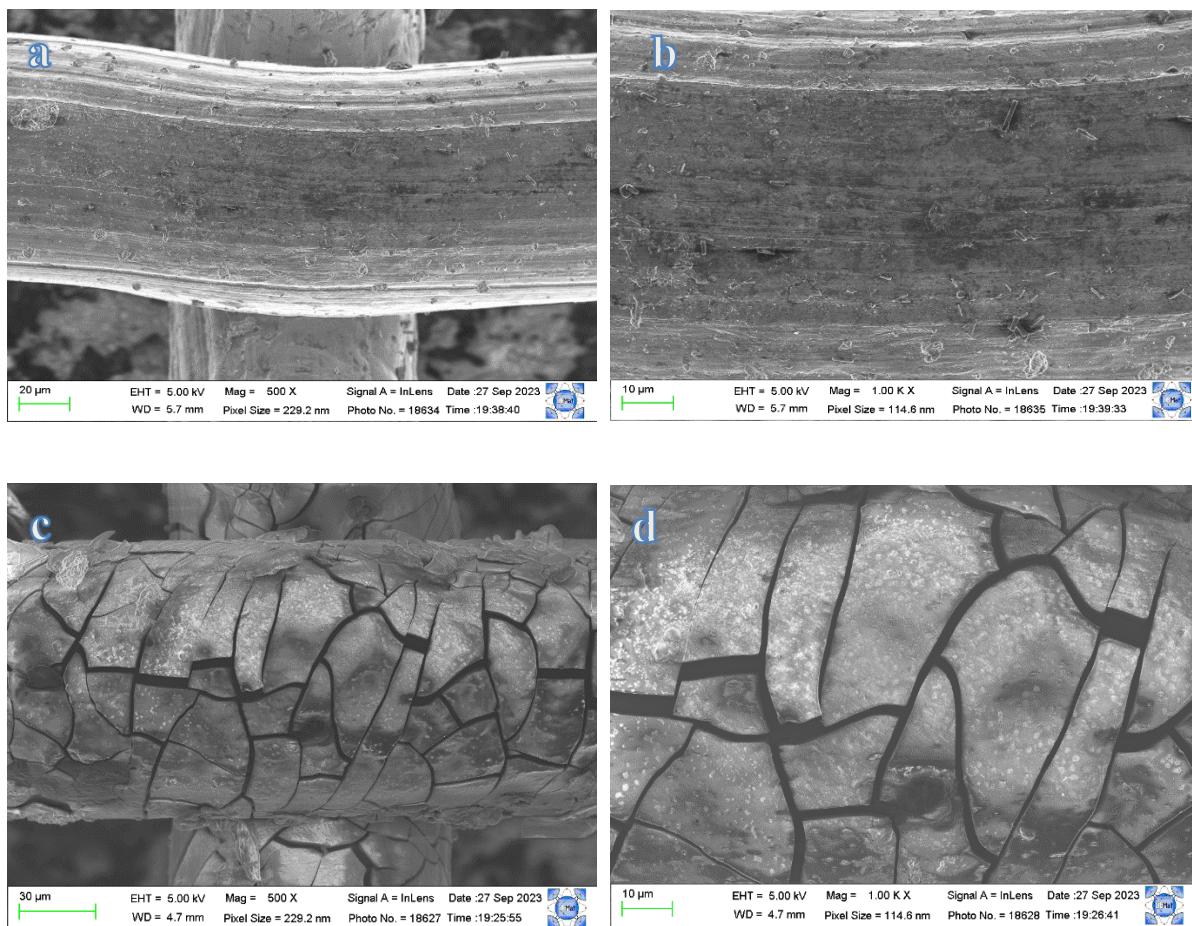 a
20 µm
EHT = 5.00 kV Mag = 500 X Signal A = InLens Date :27 Sep 2023
WD = 5.7 mm Pixel Size = 229.2 nm Photo No. = 18634 Time :19:38:40
b
10 µm
EHT = 5.00 kV Mag = 1.00 K X Signal A = InLens Date :27 Sep 2023
WD = 5.7 mm Pixel Size = 114.6 nm Photo No. = 18635 Time :19:39:33
c
30 µm
EHT = 5.00 kV Mag = 500 X Signal A = InLens Date :27 Sep 2023
WD = 4.7 mm Pixel Size = 229.2 nm Photo No. = 18627 Time :19:25:55
d
10 µm
EHT = 5.00 kV Mag = 1.00 K X Signal A = InLens Date :27 Sep 2023
WD = 4.7 mm Pixel Size = 114.6 nm Photo No. = 18628 Time :19:26:41